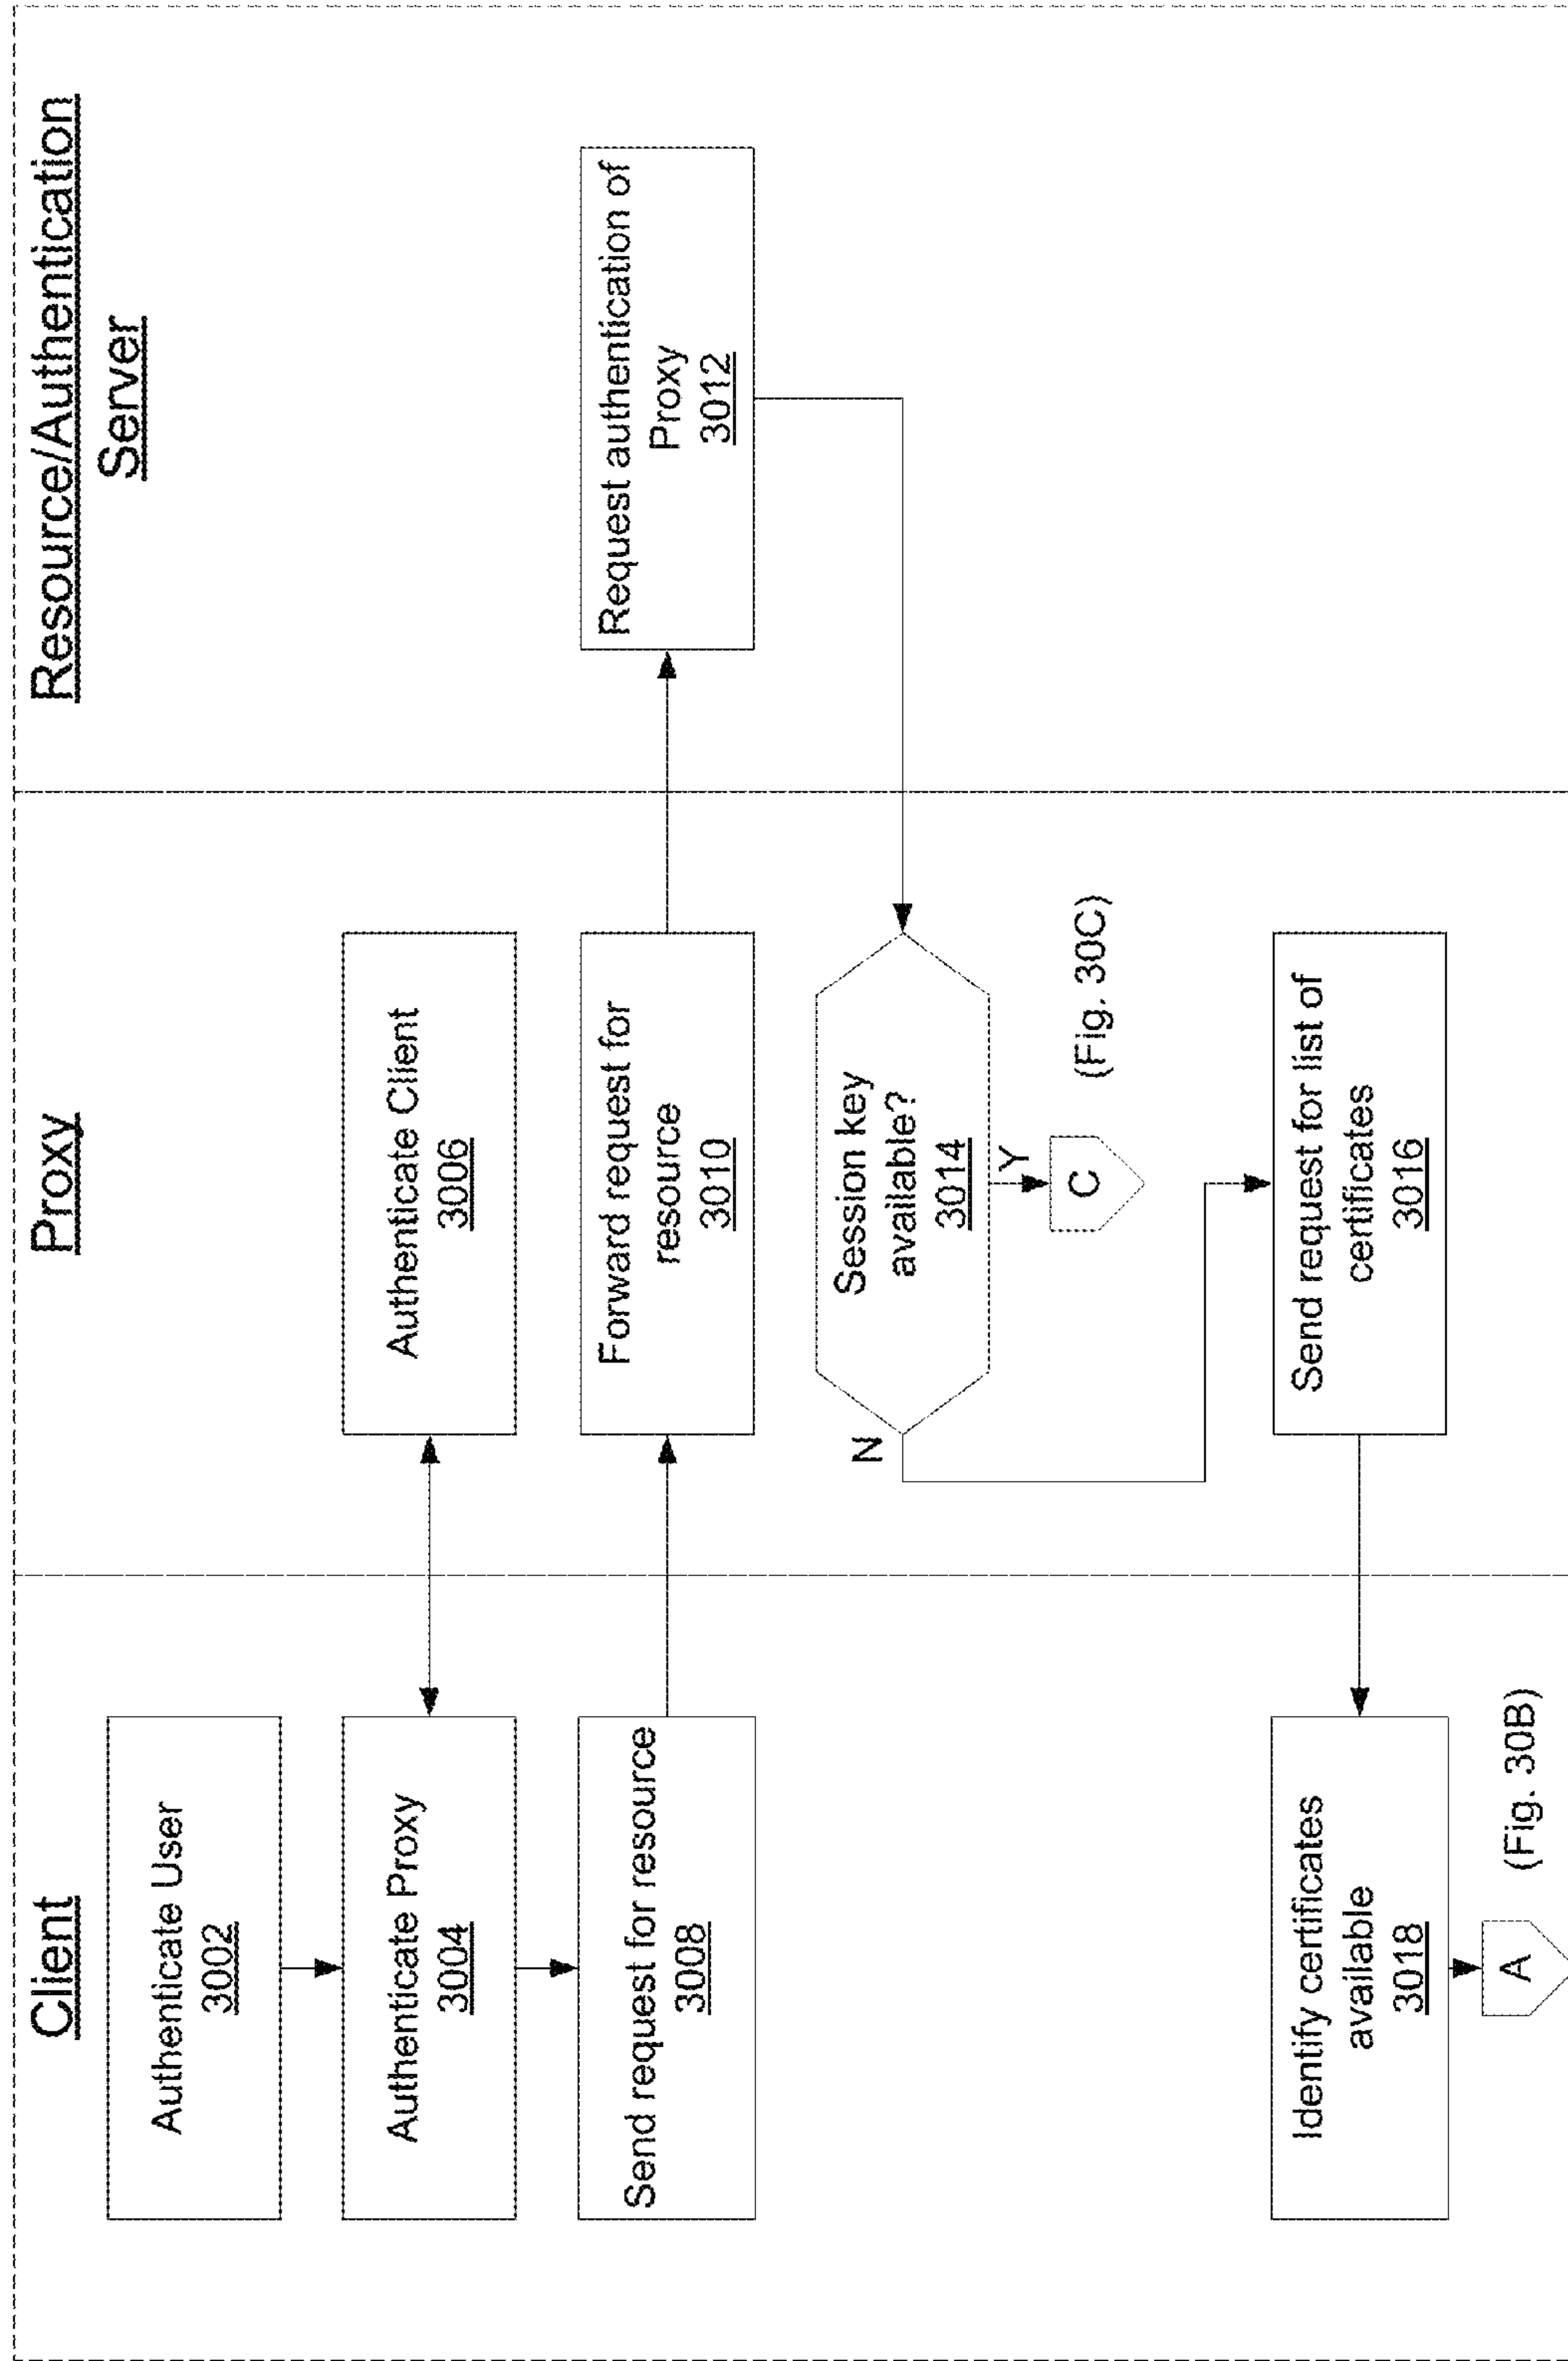 Client
Proxy
Resource/Authentication
Server
Authenticate User
3002
Authenticate Proxy
3004
Authenticate Client
3006
Send request for resource
3008
Forward request for
resource
3010
Request authentication of
Proxy
3012
Session key
available?
3014
N
Y
C
(Fig. 30C)
Send request for list of
certificates
3016
Identify certificates
available
3018
A
(Fig. 30B)